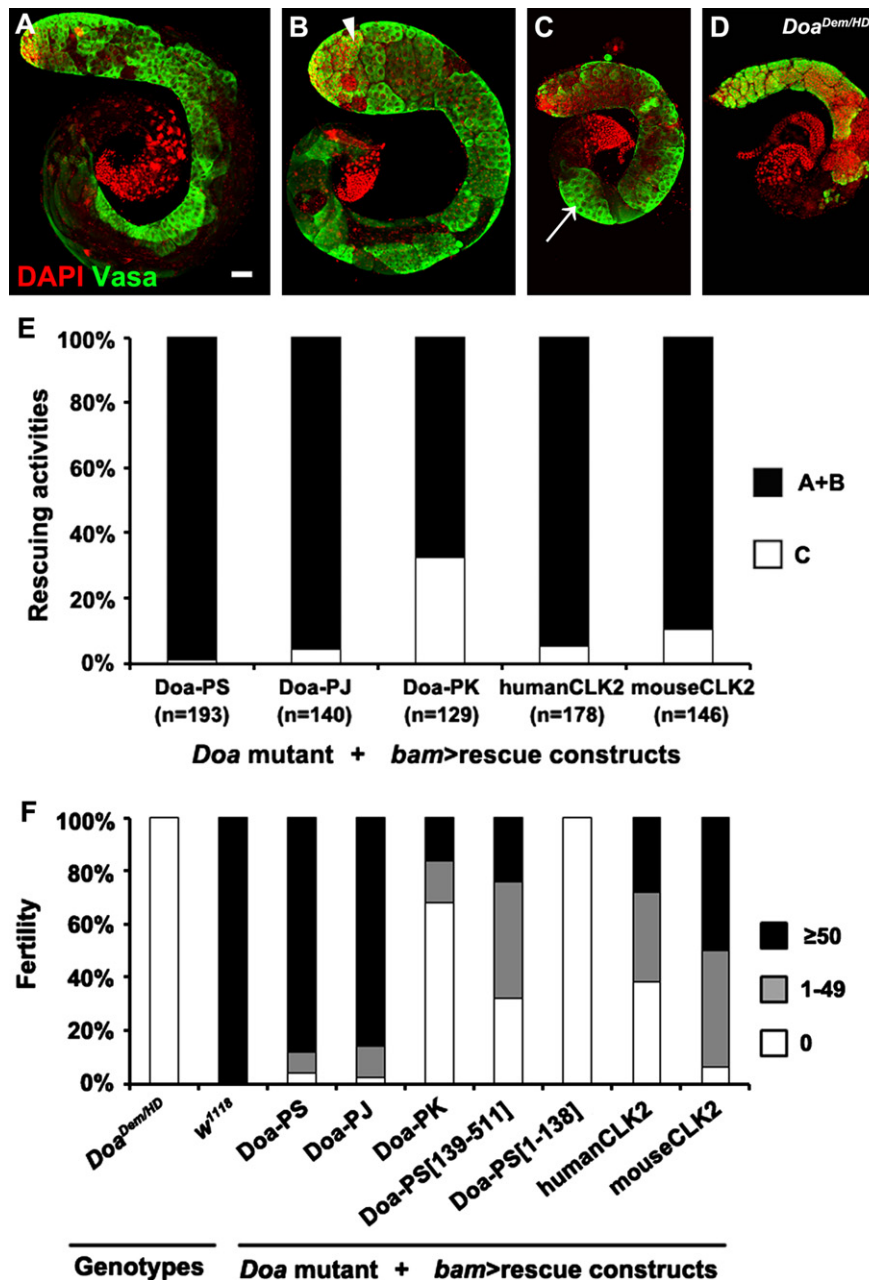 A
B
C
D
Doa^Dem/HD
DAPI Vasa
E
Rescuing activities
100%
80%
60%
40%
20%
0%
A+B
C
Doa-PS
(n=193)
Doa-PJ
(n=140)
Doa-PK
(n=129)
humanCLK2
(n=178)
mouseCLK2
(n=146)
Doa mutant + bam>rescue constructs
F
Fertility
100%
80%
60%
40%
20%
0%
≥50
1-49
0
Doa^Dem/HD
w^1118
Doa-PS
Doa-PJ
Doa-PK
Doa-PS[139-511]
Doa-PS[1-138]
humanCLK2
mouseCLK2
Genotypes
Doa mutant + bam>rescue constructs